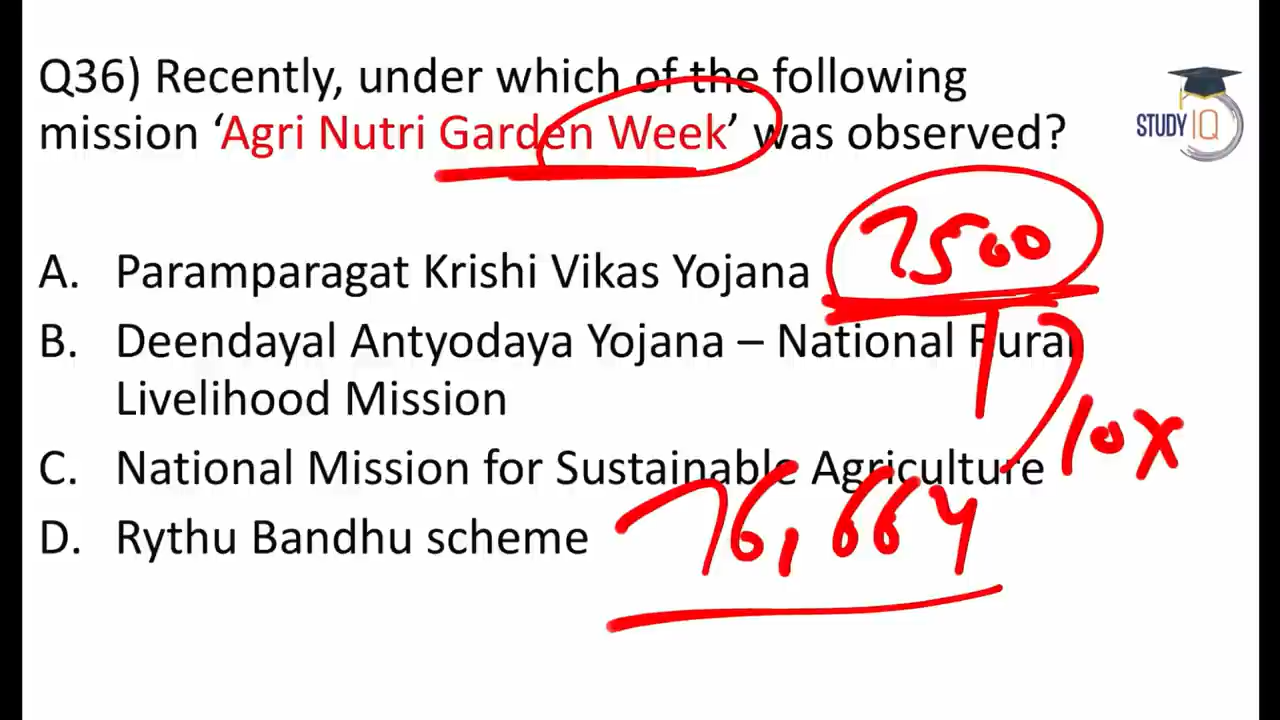 Q36) Recently, under which of the following
mission ‘Agri Nutri Garden Week’ was observed?
STUDY IQ
7500
A. Paramparagat Krishi Vikas Yojana
B. Deendayal Antyodaya Yojana – National Rural
Livelihood Mission
10x
C. National Mission for Sustainable Agriculture
76,664
D. Rythu Bandhu scheme